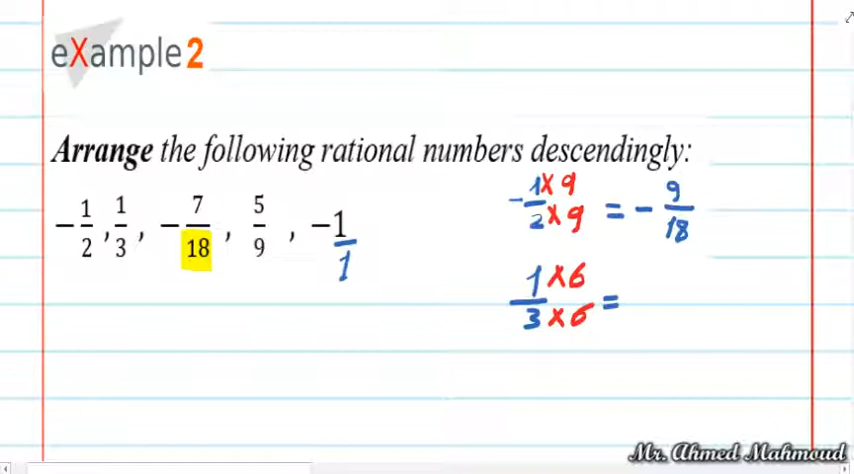 eXample 2
Arrange the following rational numbers descendingly:
-1/2, 1/3, -7/18, 5/9, -1/1
-1×9/2×9 = -9/18
1×6/3×6 =
Mr. Ahmed Mahmoud